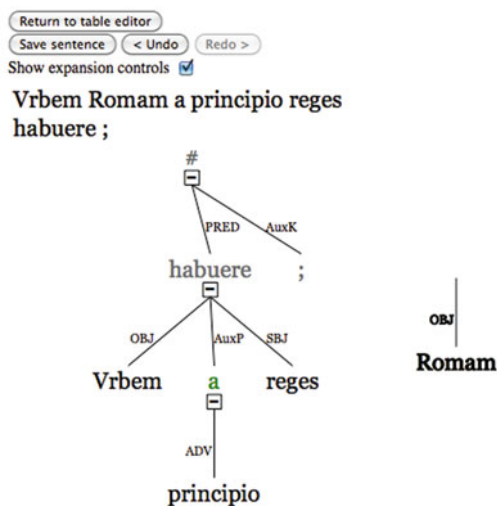 Return to table editor
Save sentence < Undo Redo >
Show expansion controls
Vrbem Romam a principio reges
habuere ;
#
PRED AuxK
habuere ;
OBJ AuxP SBJ OBJ
Vrbem a reges Romam
ADV
principio